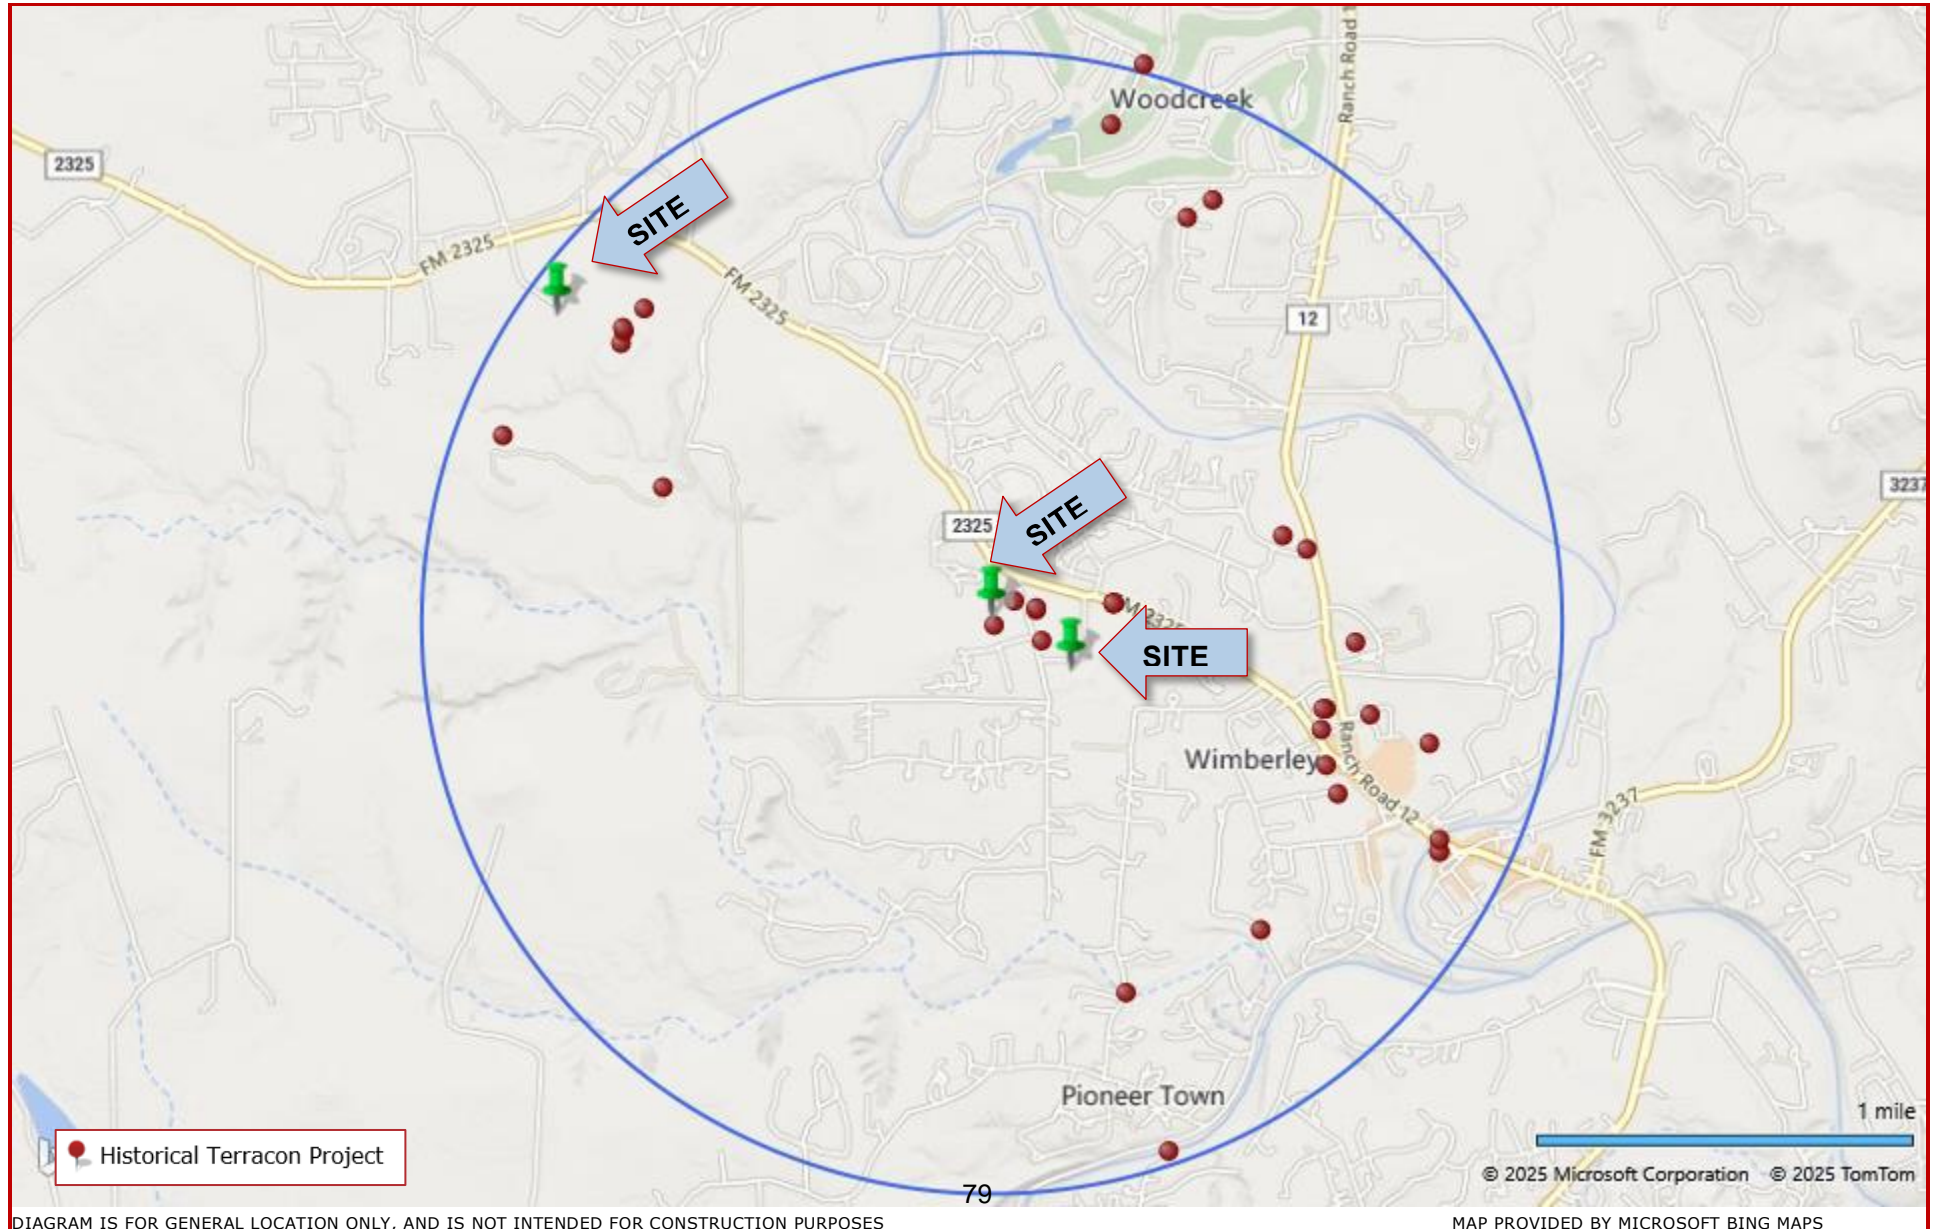 Ranch Road 1
Woodcreek
2325
SITE
FM 2325
FM 2325
12
SITE
3237
2325
FM 2325
SITE
Wimberley
Ranch Road 12
FM 3237
Pioneer Town
1 mile
Historical Terracon Project
© 2025 Microsoft Corporation © 2025 TomTom
79
DIAGRAM IS FOR GENERAL LOCATION ONLY, AND IS NOT INTENDED FOR CONSTRUCTION PURPOSES
MAP PROVIDED BY MICROSOFT BING MAPS